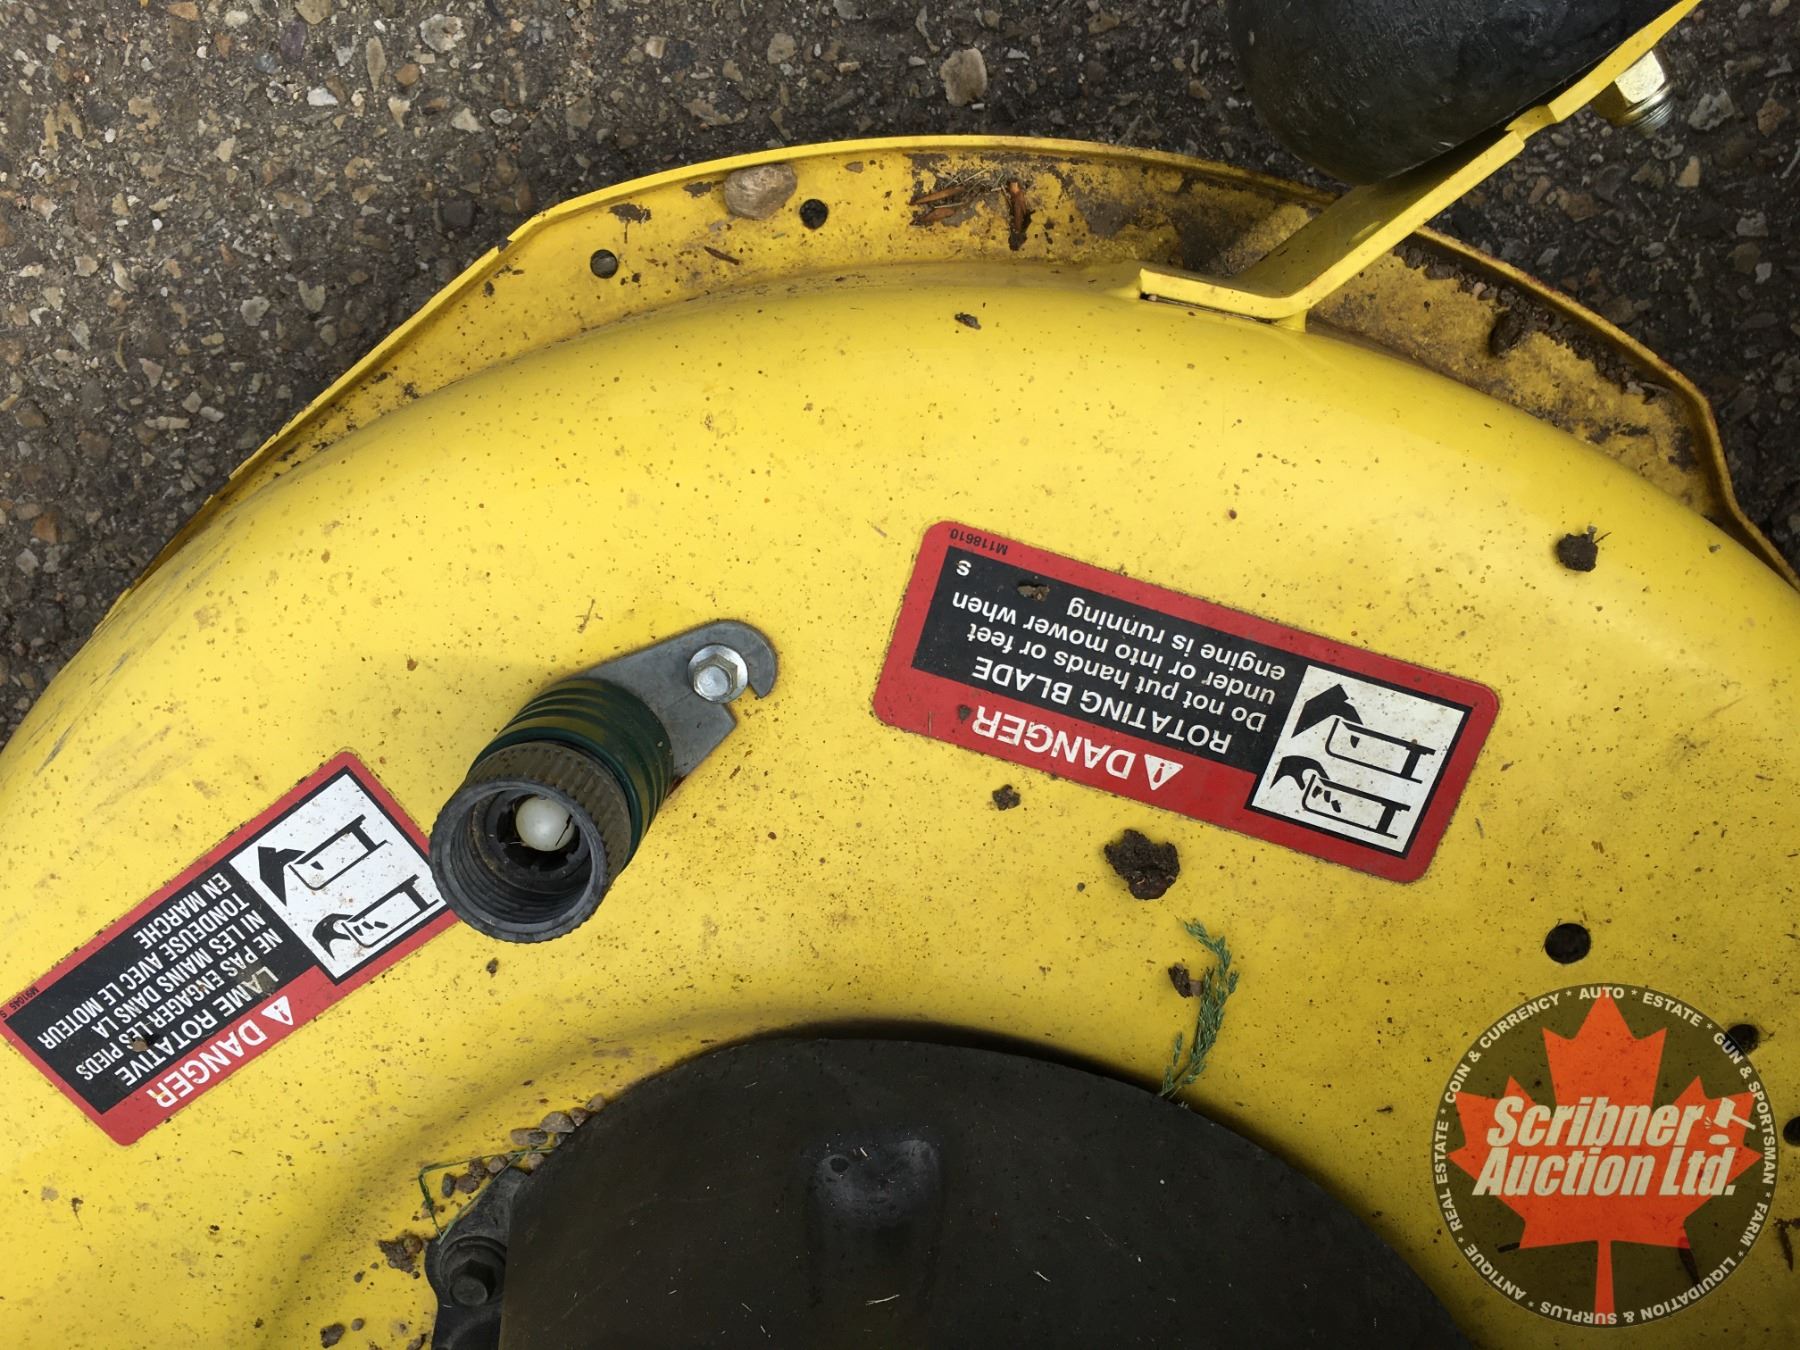 DANGER
ROTATING BLADE
Do not put hands or feet
under or into mower when
engine is running
S
M118610
DANGER
LAME ROTATIVE
NE PAS ENGAGER LES PIEDS
NI LES MAINS DANS LA
TONDEUSE AVEC LE MOTEUR
EN MARCHE
Scribner
Auction Ltd.
REAL ESTATE * COIN & CURRENCY * AUTO * ESTATE * GUN & SPORTSMAN * FARM * LIQUIDATION & SURPLUS * ANTIQUE *